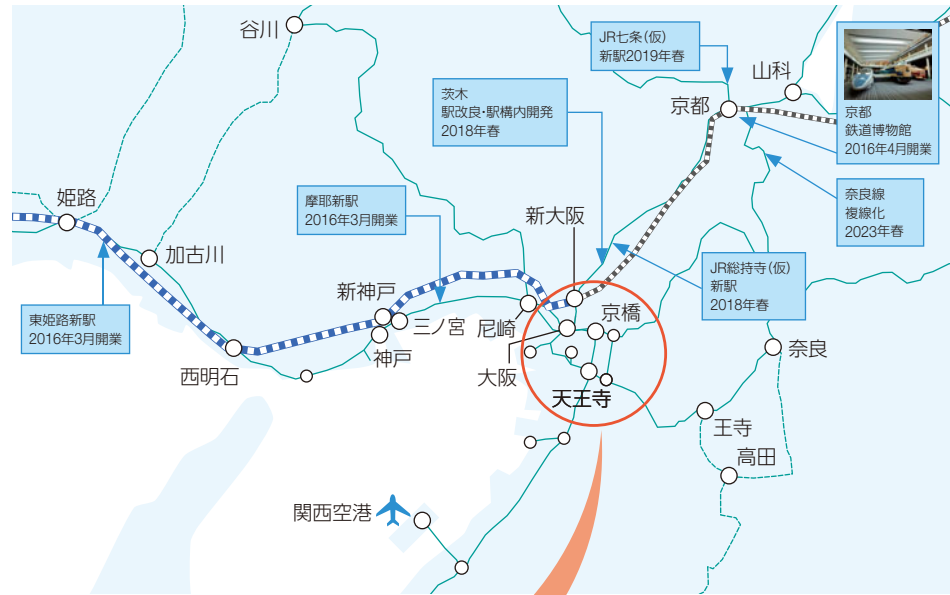 谷川
JR七条(仮)
新駅2019年春
山科
京都
京都
鉄道博物館
2016年4月開業
茨木
駅改良・駅構内開発
2018年春
奈良線
複線化
2023年春
姫路
摩耶新駅
2016年3月開業
新大阪
加古川
JR総持寺(仮)
新駅
2018年春
新神戸
東姫路新駅
2016年3月開業
三ノ宮
尼崎
京橋
神戸
西明石
大阪
奈良
天王寺
王寺
高田
関西空港